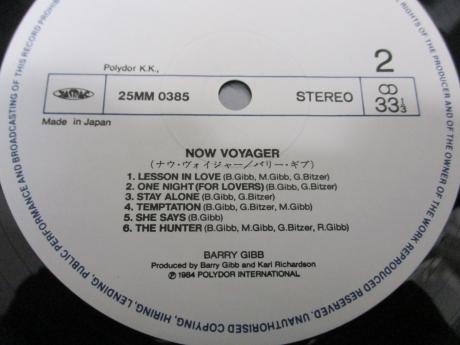 RIGHTS OF THE PRODUCER AND OF THE OWNER OF THE WORK REPRODUCED RESERVED. UNAUTHORISED COPYING, HIRING, LENDING, PUBLIC PERFORMANCE AND BROADCASTING OF THIS RECORD PROHIBITED
Polydor K.K.,
2
25MM 0385
STEREO
33 1/3
Made in Japan
NOW VOYAGER
(ナウ・ヴォイジャー/バリー・ギブ)
1. LESSON IN LOVE (B.Gibb, M.Gibb, G.Bitzer)
2. ONE NIGHT (FOR LOVERS) (B.Gibb, M.Gibb, G.Bitzer)
3. STAY ALONE (B.Gibb, G.Bitzer)
4. TEMPTATION (B.Gibb, G.Bitzer, M.Gibb)
5. SHE SAYS (B.Gibb)
6. THE HUNTER (B.Gibb, M.Gibb, G.Bitzer, R.Gibb)
BARRY GIBB
Produced by Barry Gibb and Karl Richardson
℗ 1984 POLYDOR INTERNATIONAL